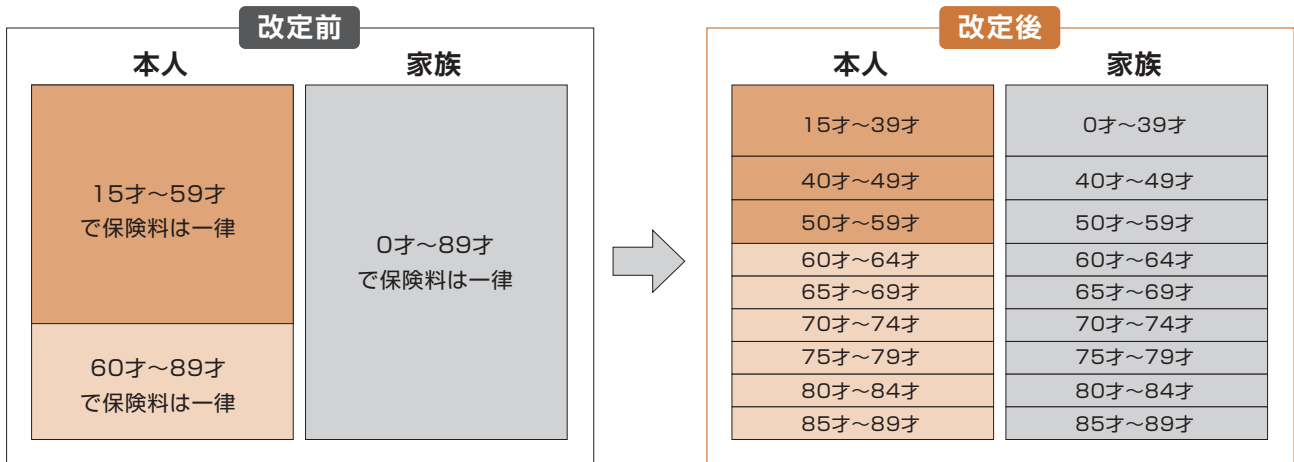 改定前
本人
家族
15才～59才
で保険料は一律
60才～89才
で保険料は一律
0才～89才
で保険料は一律
改定後
本人
家族
15才～39才
40才～49才
50才～59才
60才～64才
65才～69才
70才～74才
75才～79才
80才～84才
85才～89才
0才～39才
40才～49才
50才～59才
60才～64才
65才～69才
70才～74才
75才～79才
80才～84才
85才～89才